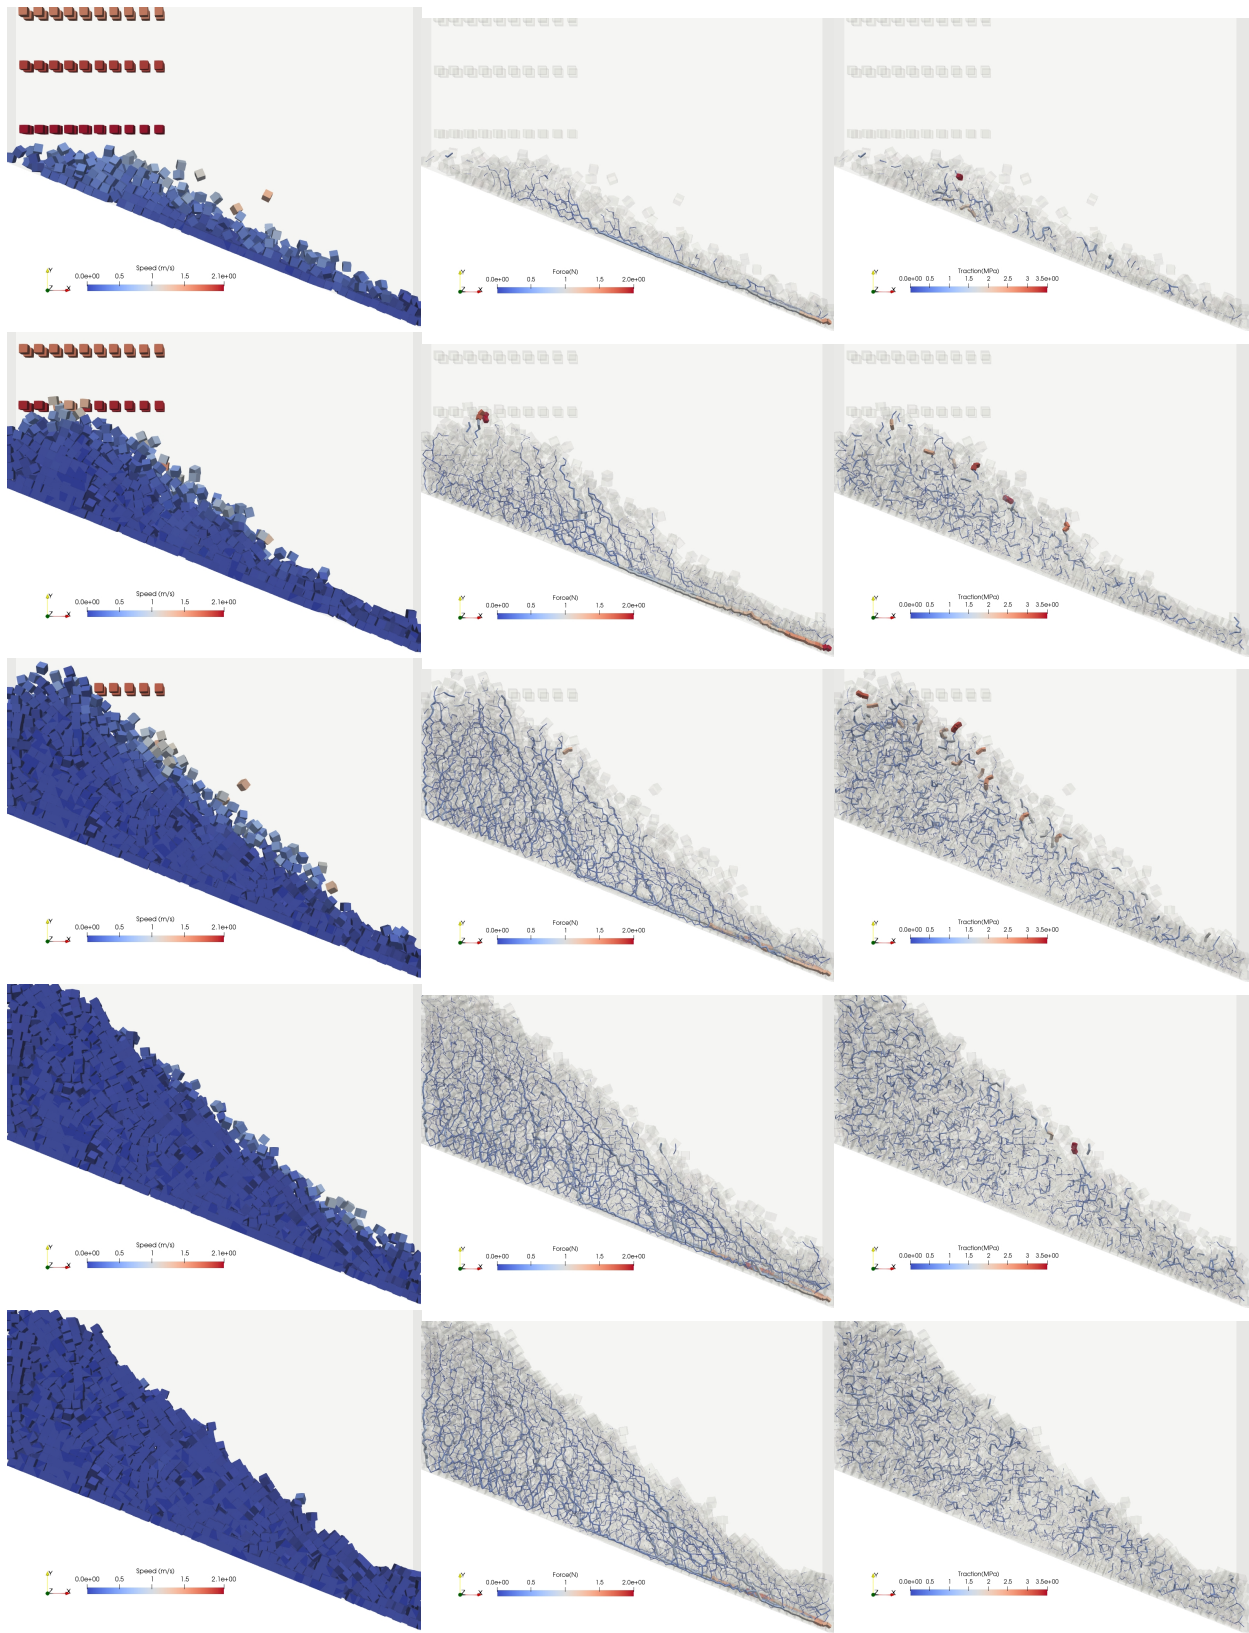 Speed (m/s)
0.0e+00 0.5 1 1.5 2.1e+00
Y
Z X
Force(N)
0.0e+00 0.5 1 1.5 2.0e+00
Y
Z X
Traction(MPa)
0.0e+00 0.5 1 1.5 2 2.5 3 3.5e+00
Y
Z X
Speed (m/s)
0.0e+00 0.5 1 1.5 2.1e+00
Y
Z X
Force(N)
0.0e+00 0.5 1 1.5 2.0e+00
Y
Z X
Traction(MPa)
0.0e+00 0.5 1 1.5 2 2.5 3 3.5e+00
Y
Z X
Speed (m/s)
0.0e+00 0.5 1 1.5 2.1e+00
Y
Z X
Force(N)
0.0e+00 0.5 1 1.5 2.0e+00
Y
Z X
Traction(MPa)
0.0e+00 0.5 1 1.5 2 2.5 3 3.5e+00
Y
Z X
Speed (m/s)
0.0e+00 0.5 1 1.5 2.1e+00
Y
Z X
Force(N)
0.0e+00 0.5 1 1.5 2.0e+00
Y
Z X
Traction(MPa)
0.0e+00 0.5 1 1.5 2 2.5 3 3.5e+00
Y
Z X
Speed (m/s)
0.0e+00 0.5 1 1.5 2.1e+00
Y
Z X
Force(N)
0.0e+00 0.5 1 1.5 2.0e+00
Y
Z X
Traction(MPa)
0.0e+00 0.5 1 1.5 2 2.5 3 3.5e+00
Y
Z X